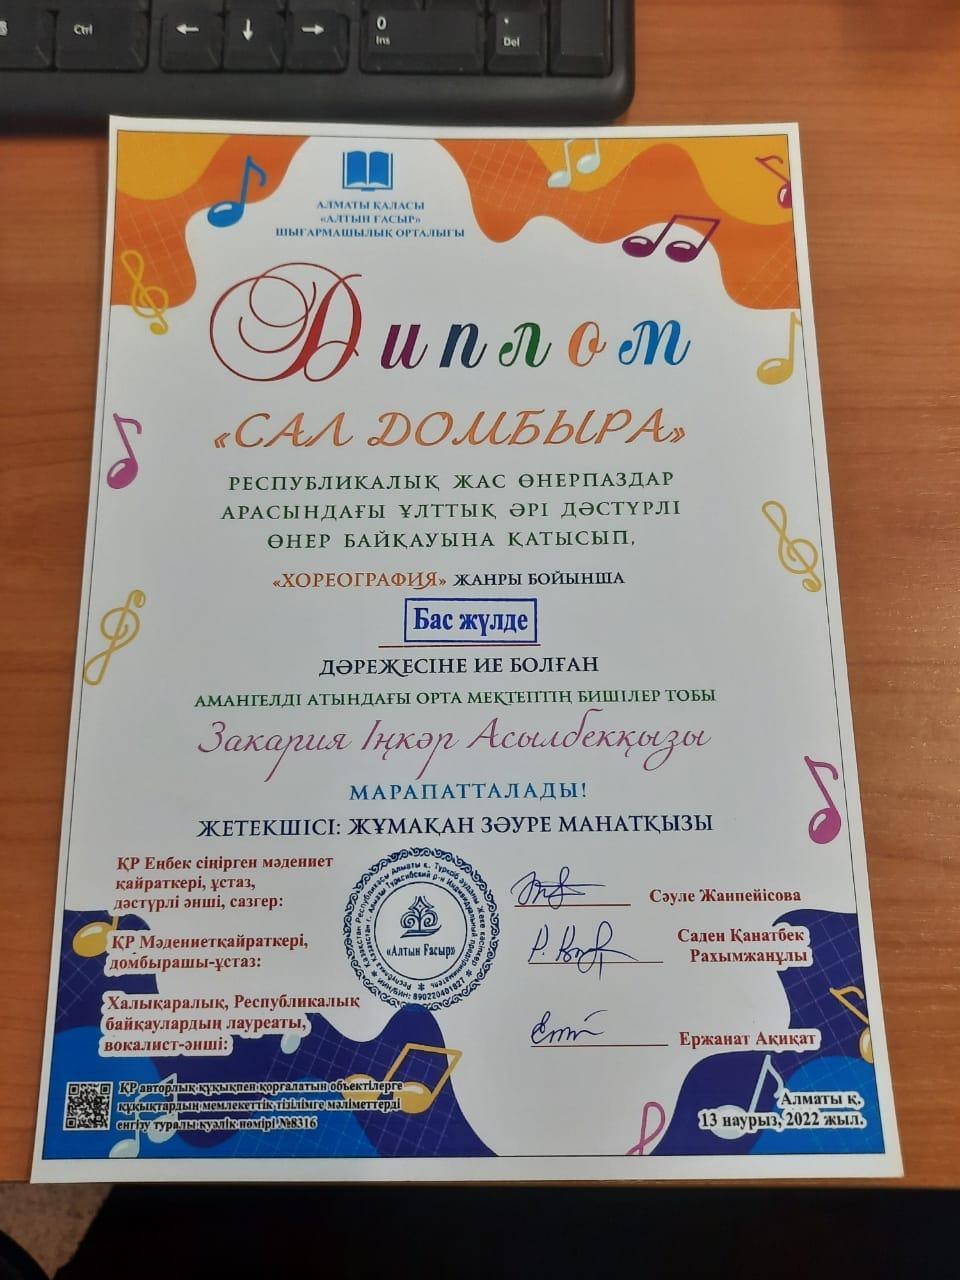 Ctrl
0
Ins
.
Del
АЛМАТЫ ҚАЛАСЫ
«АЛТЫН ҒАСЫР»
ШЫҒАРМАШЫЛЫҚ ОРТАЛЫҒЫ
Диплом
«САЛ ДОМБЫРА»
РЕСПУБЛИКАЛЫҚ ЖАС ӨНЕРПАЗДАР
АРАСЫНДАҒЫ ҰЛТТЫҚ ӘРІ ДӘСТҮРЛІ
ӨНЕР БАЙҚАУЫНА ҚАТЫСЫП,
«ХОРЕОГРАФИЯ» ЖАНРЫ БОЙЫНША
Бас жүлде
ДӘРЕЖЕСІНЕ ИЕ БОЛҒАН
АМАНГЕЛДІ АТЫНДАҒЫ ОРТА МЕКТЕПТІҢ БИШІЛЕР ТОБЫ
Закария Іңкәр Асылбекқызы
МАРАПАТТАЛАДЫ!
ЖЕТЕКШІСІ: ЖҰМАҚАН ЗӘУРЕ МАНАТҚЫЗЫ
ҚР Еңбек сіңірген мәдениет
қайраткері, ұстаз,
дәстүрлі әнші, сазгер:
Сәуле Жанпейісова
ҚР Мәдениетқайраткері,
домбырашы-ұстаз:
Саден Қанатбек
Рахымжанұлы
Халықаралық, Республикалық
байқаулардың лауреаты,
вокалист-әнші:
Ержанат Ақиқат
«Алтын Ғасыр»
ЖСН/ИИН: 890220401827
ҚР авторлық құқықпен қорғалатын объектілерге
құқықтардың мемлекеттік тізілімге мәліметтерді
енгізу туралы куәлік нөмірі №8316
Алматы қ.
13 наурыз, 2022 жыл.